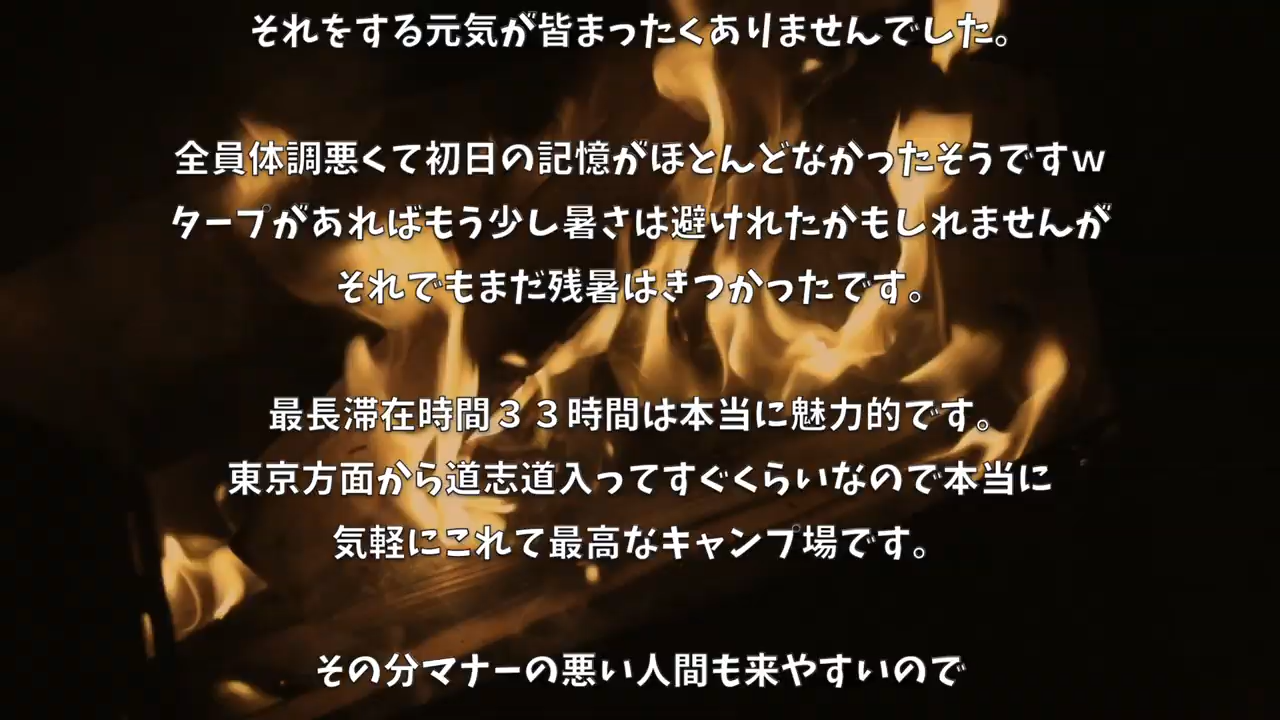 それをする元気が皆まったくありませんでした。
全員体調悪くて初日の記憶がほとんどなかったそうですｗ
タープがあればもう少し暑さは避けれたかもしれませんが
それでもまだ残暑はきつかったです。
最長滞在時間３３時間は本当に魅力的です。
東京方面から道志道入ってすぐくらいなので本当に
気軽にこれて最高なキャンプ場です。
その分マナーの悪い人間も来やすいので